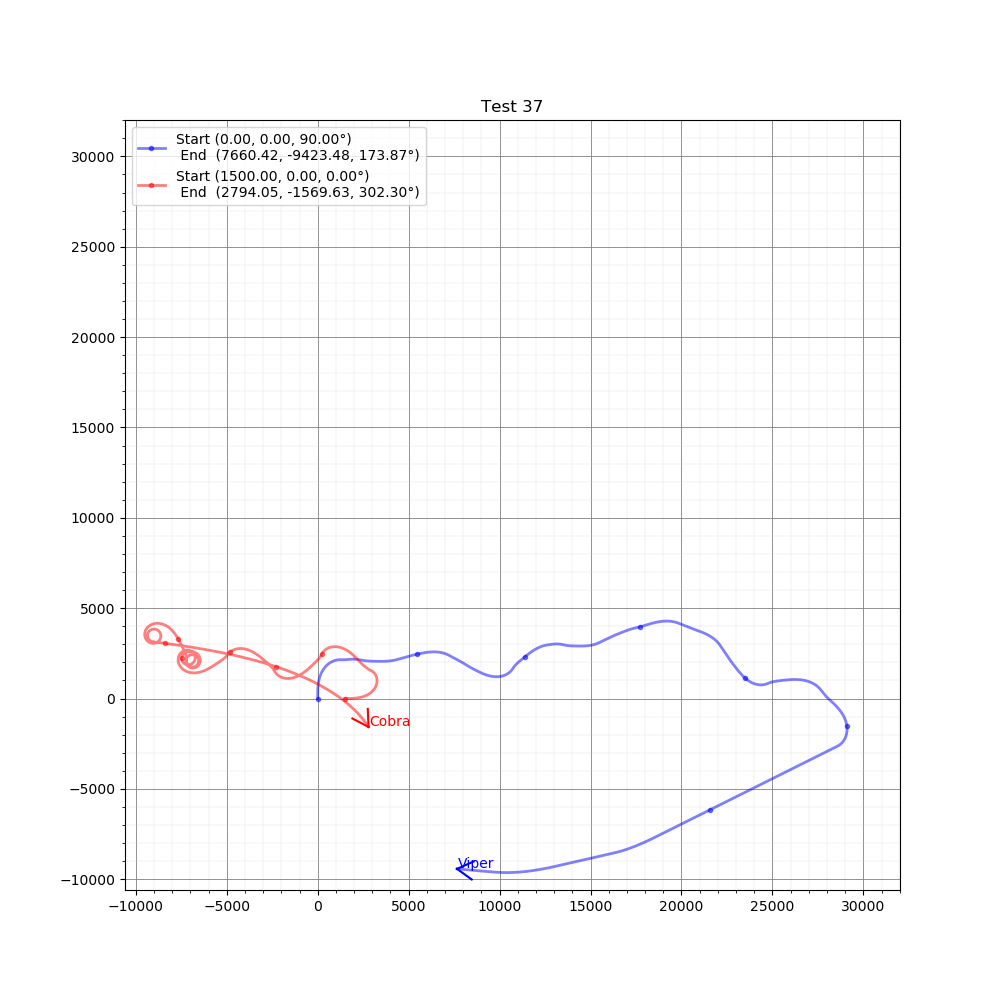 Test 37
Start (0.00, 0.00, 90.00°)
End (7660.42, -9423.48, 173.87°)
Start (1500.00, 0.00, 0.00°)
End (2794.05, -1569.63, 302.30°)
30000
25000
20000
15000
10000
5000
0
−5000
−10000
Cobra
Viper
−10000 −5000 0 5000 10000 15000 20000 25000 30000